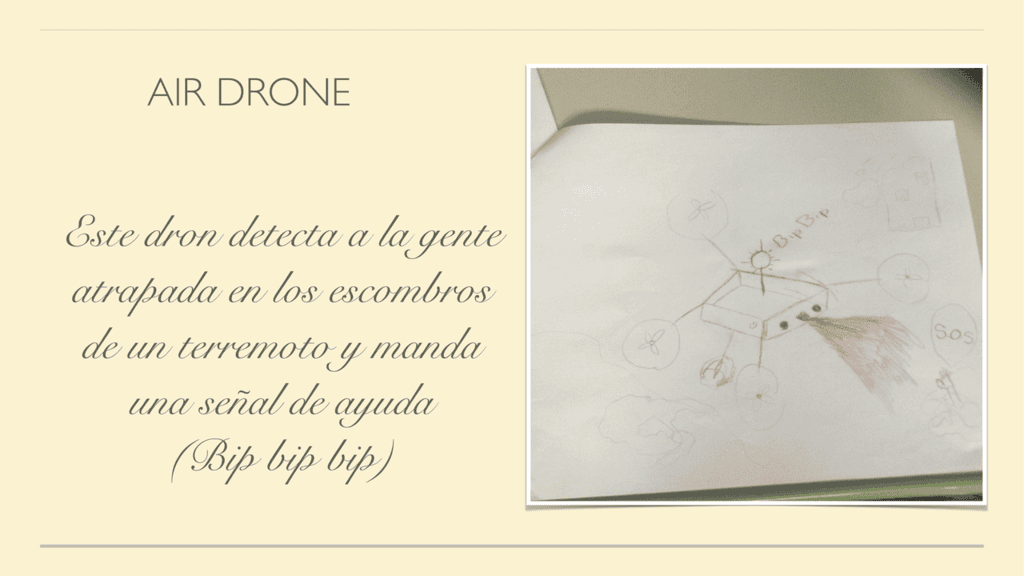 AIR DRONE
Este dron detecta a la gente
atrapada en los escombros
de un terremoto y manda
una señal de ayuda
(Bip bip bip)
Bip Bip
S.O.S